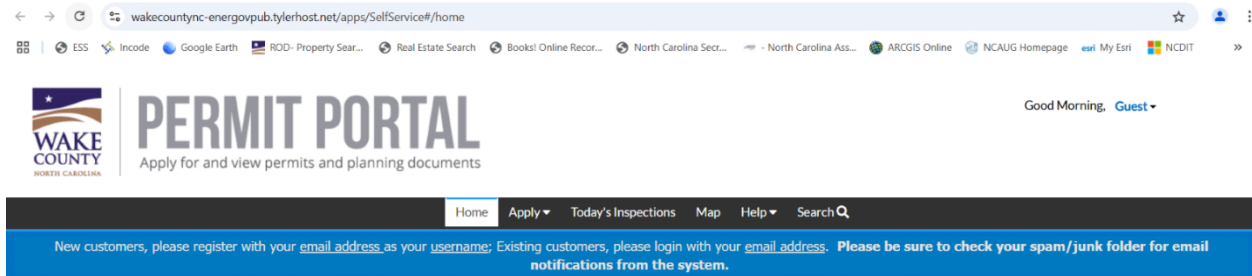 wakecountync-energovpub.tylerhost.net/apps/SelfService#/home
ESS Incode Google Earth ROD- Property Sear... Real Estate Search Books! Online Recor... North Carolina Secr... - North Carolina Ass... ARCGIS Online NCAUG Homepage esri My Esri NCDIT »
WAKE
COUNTY
NORTH CAROLINA
PERMIT PORTAL
Apply for and view permits and planning documents
Good Morning, Guest
Home Apply Today's Inspections Map Help Search
New customers, please register with your email address as your username; Existing customers, please login with your email address. Please be sure to check your spam/junk folder for email
notifications from the system.